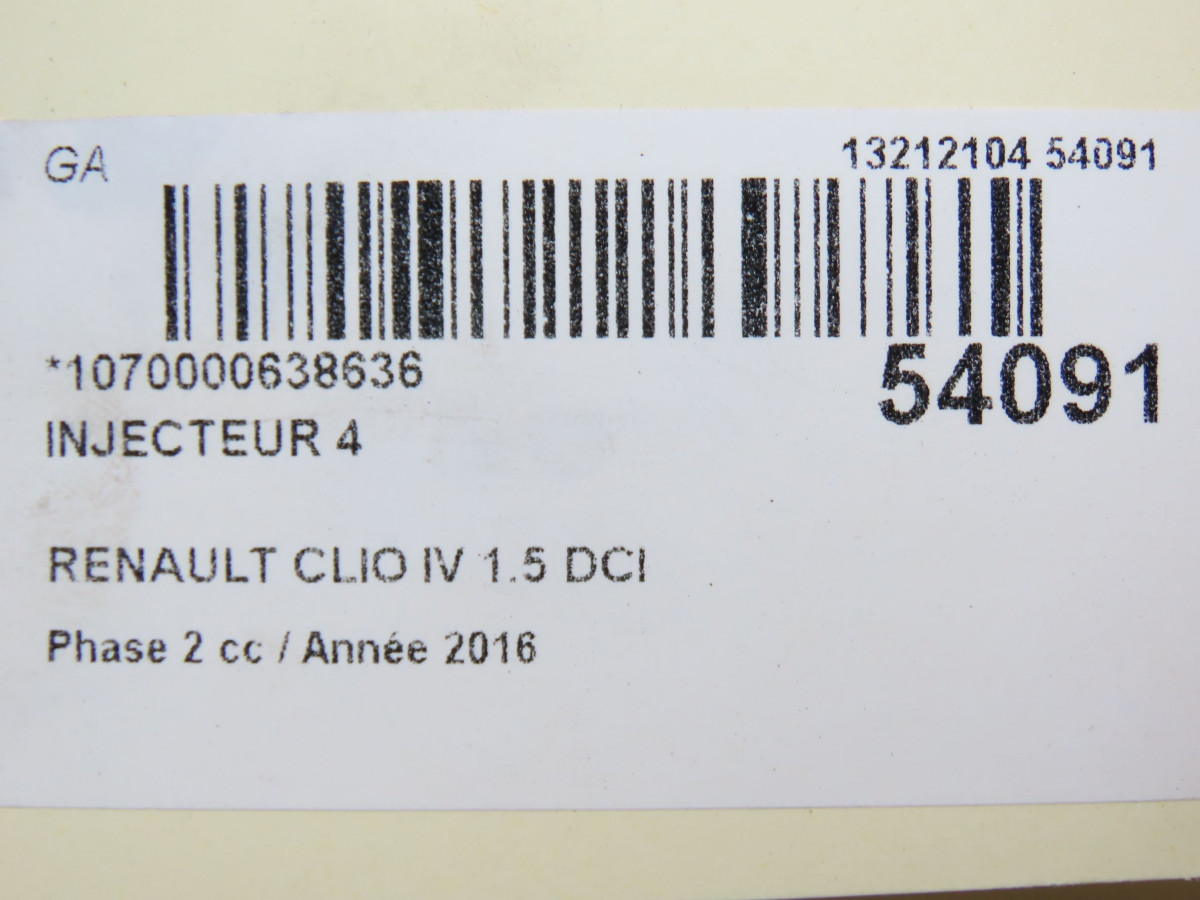 GA
13212104 54091
*1070000638636
54091
INJECTEUR 4
RENAULT CLIO IV 1.5 DCI
Phase 2 cc / Année 2016